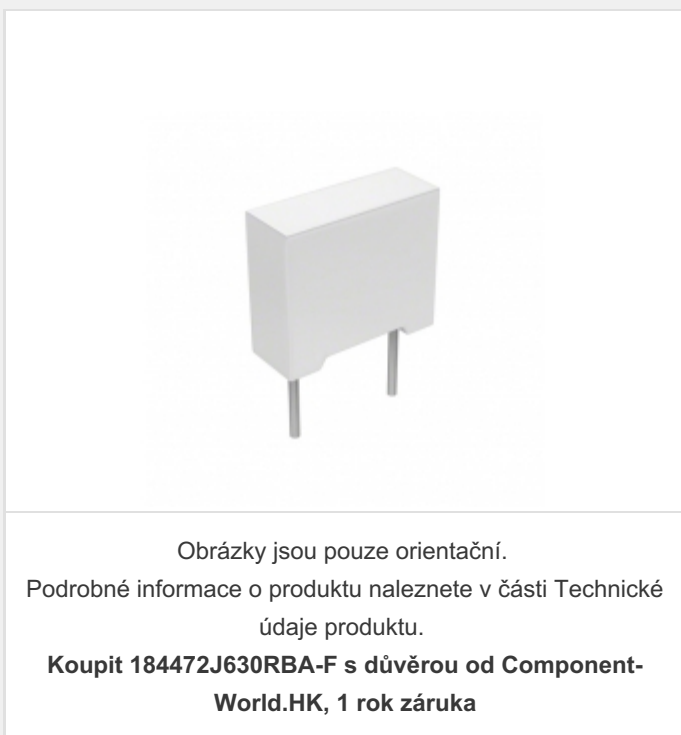 Obrázky jsou pouze orientační.
Podrobné informace o produktu naleznete v části Technické
údaje produktu.
Koupit 184472J630RBA-F s důvěrou od Component-
World.HK, 1 rok záruka